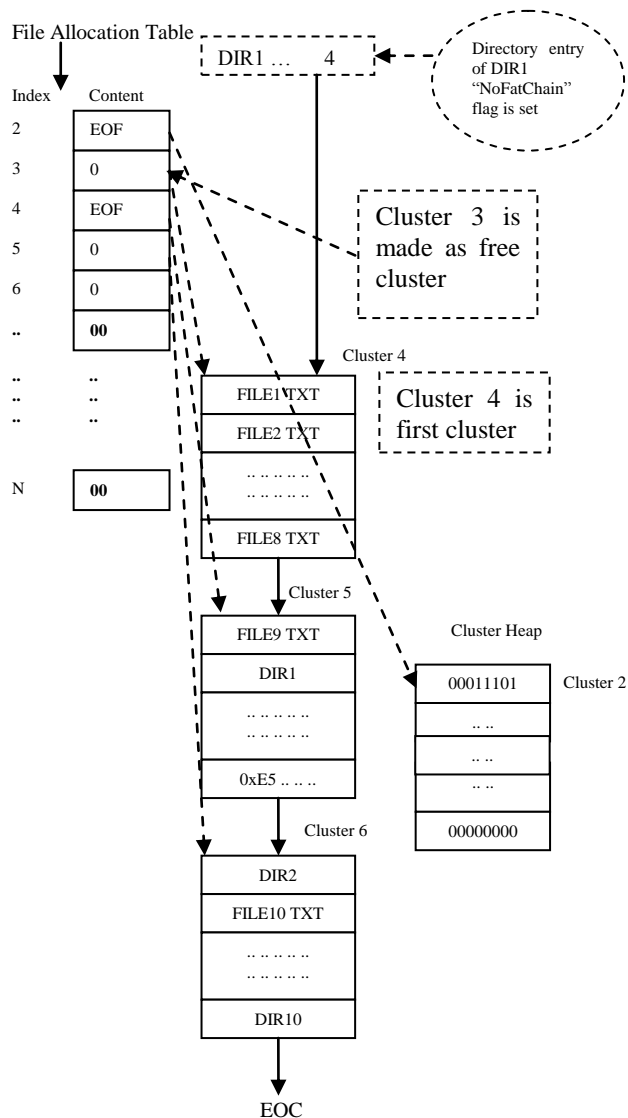 File Allocation Table
DIR1 … 4
Directory entry
of DIR1
“NoFatChain”
flag is set
Index Content
2 EOF
3 0
4 EOF
5 0
6 0
.. 00
.. ..
.. ..
.. ..
N 00
Cluster 3 is
made as free
cluster
Cluster 4
FILE1 TXT
FILE2 TXT
.. .. .. .. ..
.. .. .. .. ..
FILE8 TXT
Cluster 4 is
first cluster
Cluster 5
FILE9 TXT
DIR1
.. .. .. .. ..
.. .. .. .. ..
0xE5 .. .. ..
Cluster Heap
00011101
Cluster 2
.. ..
.. ..
.. ..
00000000
Cluster 6
DIR2
FILE10 TXT
.. .. .. .. ..
.. .. .. .. ..
DIR10
EOC